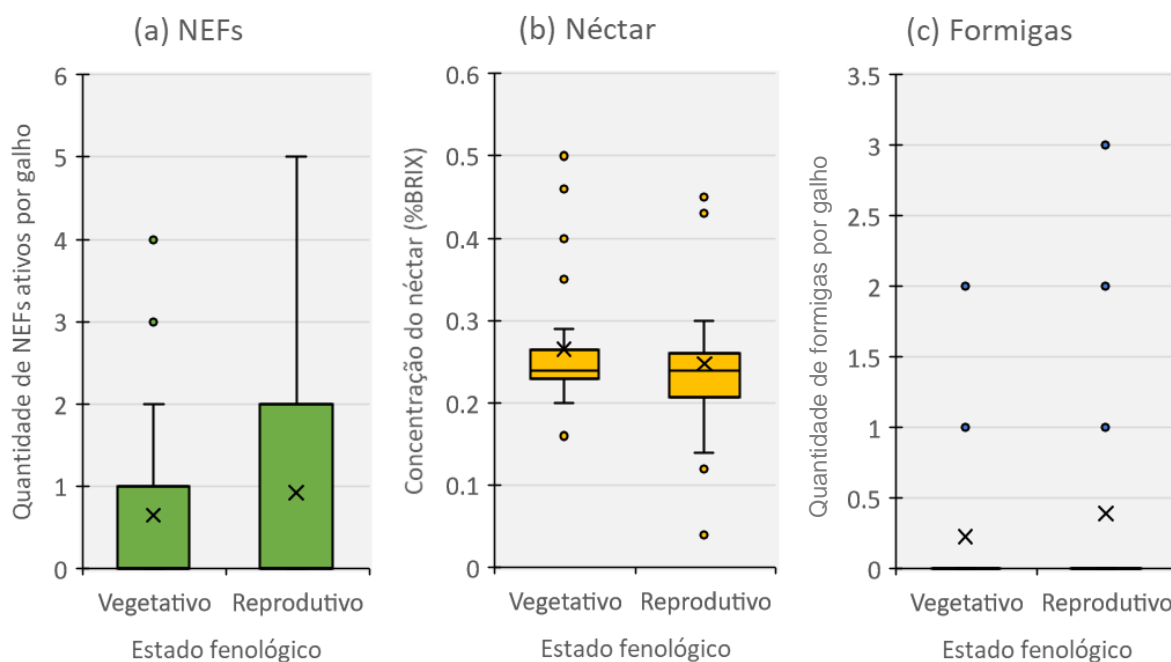 (a) NEFs
Quantidade de NEFs ativos por galho
6
5
4
3
2
1
0
Vegetativo Reprodutivo
Estado fenológico
(b) Néctar
Concentração do néctar (%BRIX)
0.6
0.5
0.4
0.3
0.2
0.1
0
Vegetativo Reprodutivo
Estado fenológico
(c) Formigas
Quantidade de formigas por galho
3.5
3
2.5
2
1.5
1
0.5
0
Vegetativo Reprodutivo
Estado fenológico